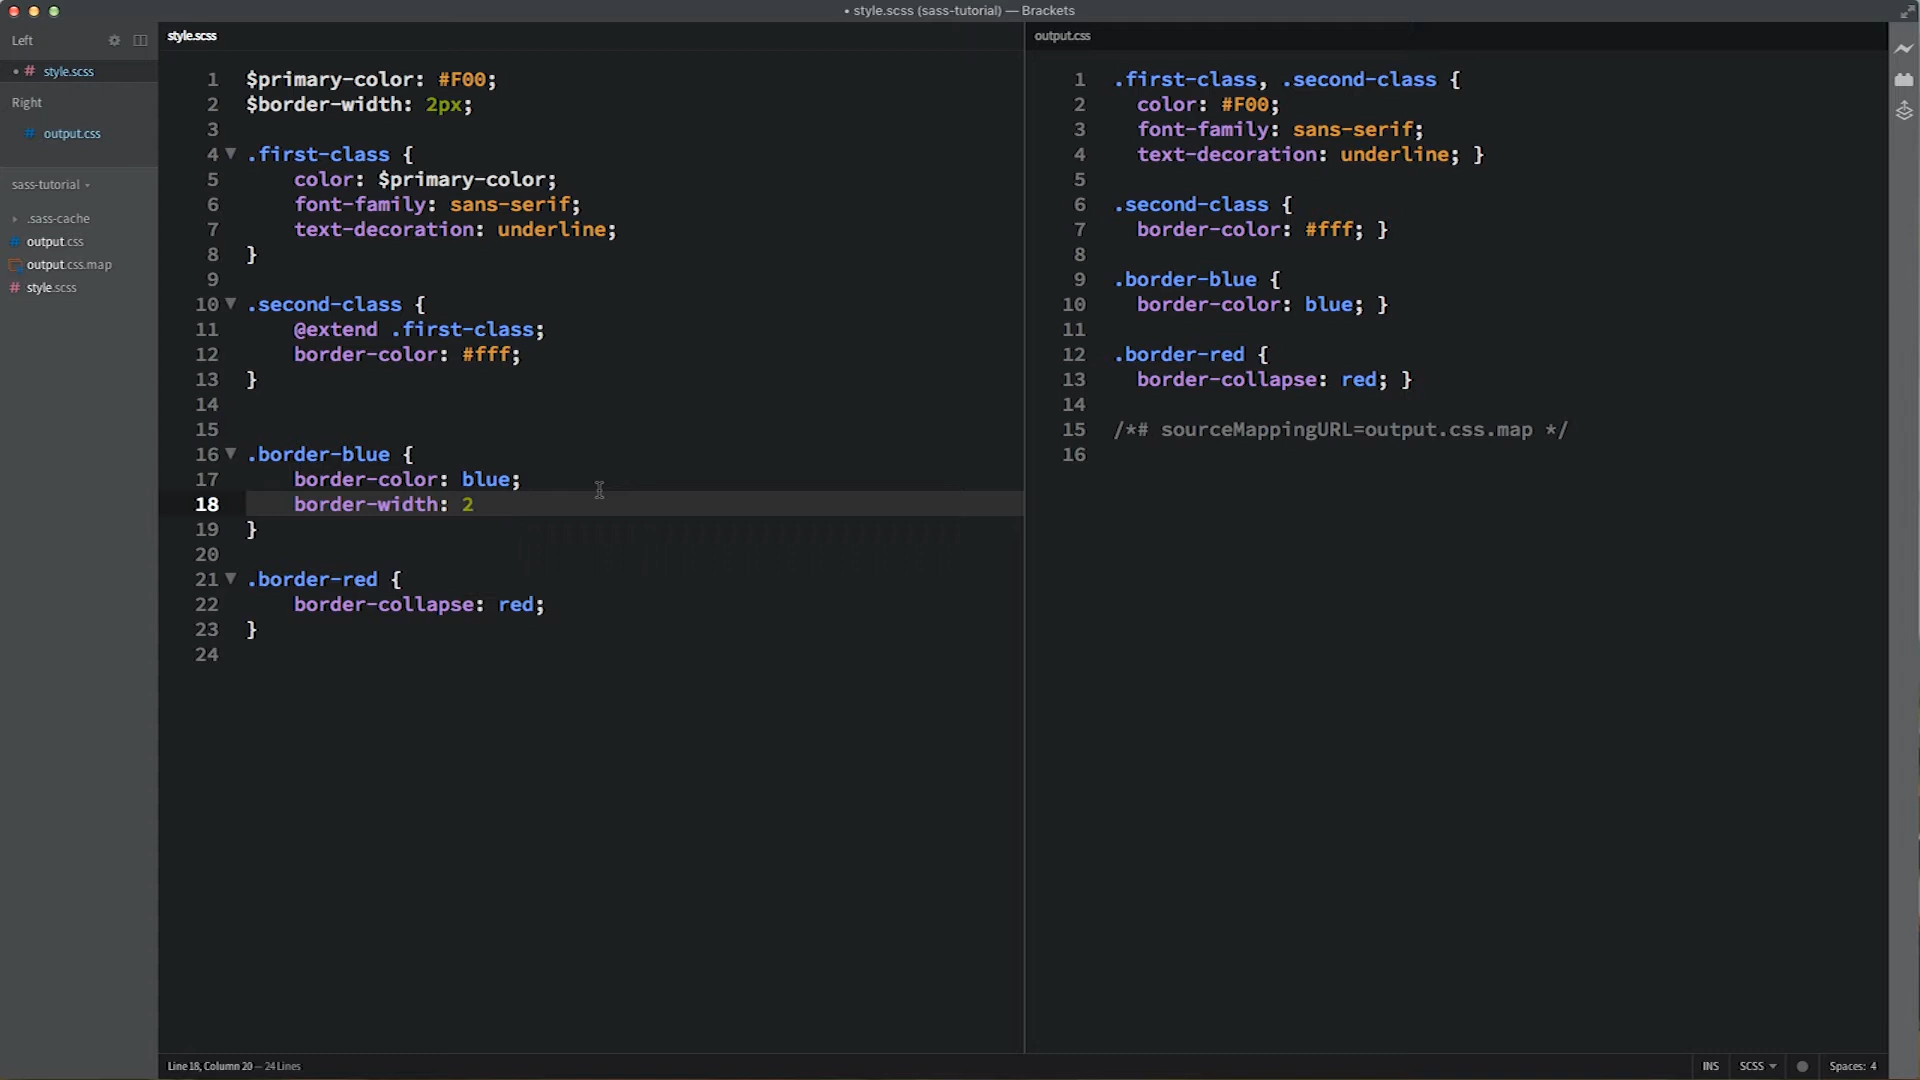 • style.scss (sass-tutorial) — Brackets
Left
• # style.scss
Right
# output.css
sass-tutorial
.sass-cache
output.css
output.css.map
# style.scss
style.scss
1 $primary-color: #F00;
2 $border-width: 2px;
3
4 .first-class {
5 color: $primary-color;
6 font-family: sans-serif;
7 text-decoration: underline;
8 }
9
10 .second-class {
11 @extend .first-class;
12 border-color: #fff;
13 }
14
15
16 .border-blue {
17 border-color: blue;
18 border-width: 2
19 }
20
21 .border-red {
22 border-collapse: red;
23 }
24
output.css
1 .first-class, .second-class {
2 color: #F00;
3 font-family: sans-serif;
4 text-decoration: underline; }
5
6 .second-class {
7 border-color: #fff; }
8
9 .border-blue {
10 border-color: blue; }
11
12 .border-red {
13 border-collapse: red; }
14
15 /*# sourceMappingURL=output.css.map */
16
Line 18, Column 20 — 24 Lines
INS SCSS Spaces: 4